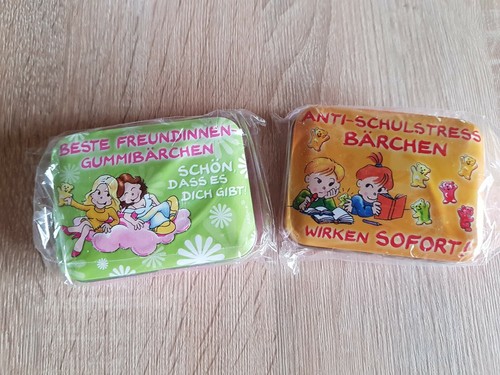 BESTE FREUNDINNEN-
GUMMIBÄRCHEN
SCHÖN
DASS ES
DICH GIBT!
ANTI-SCHULSTRESS
BÄRCHEN
WIRKEN SOFORT!